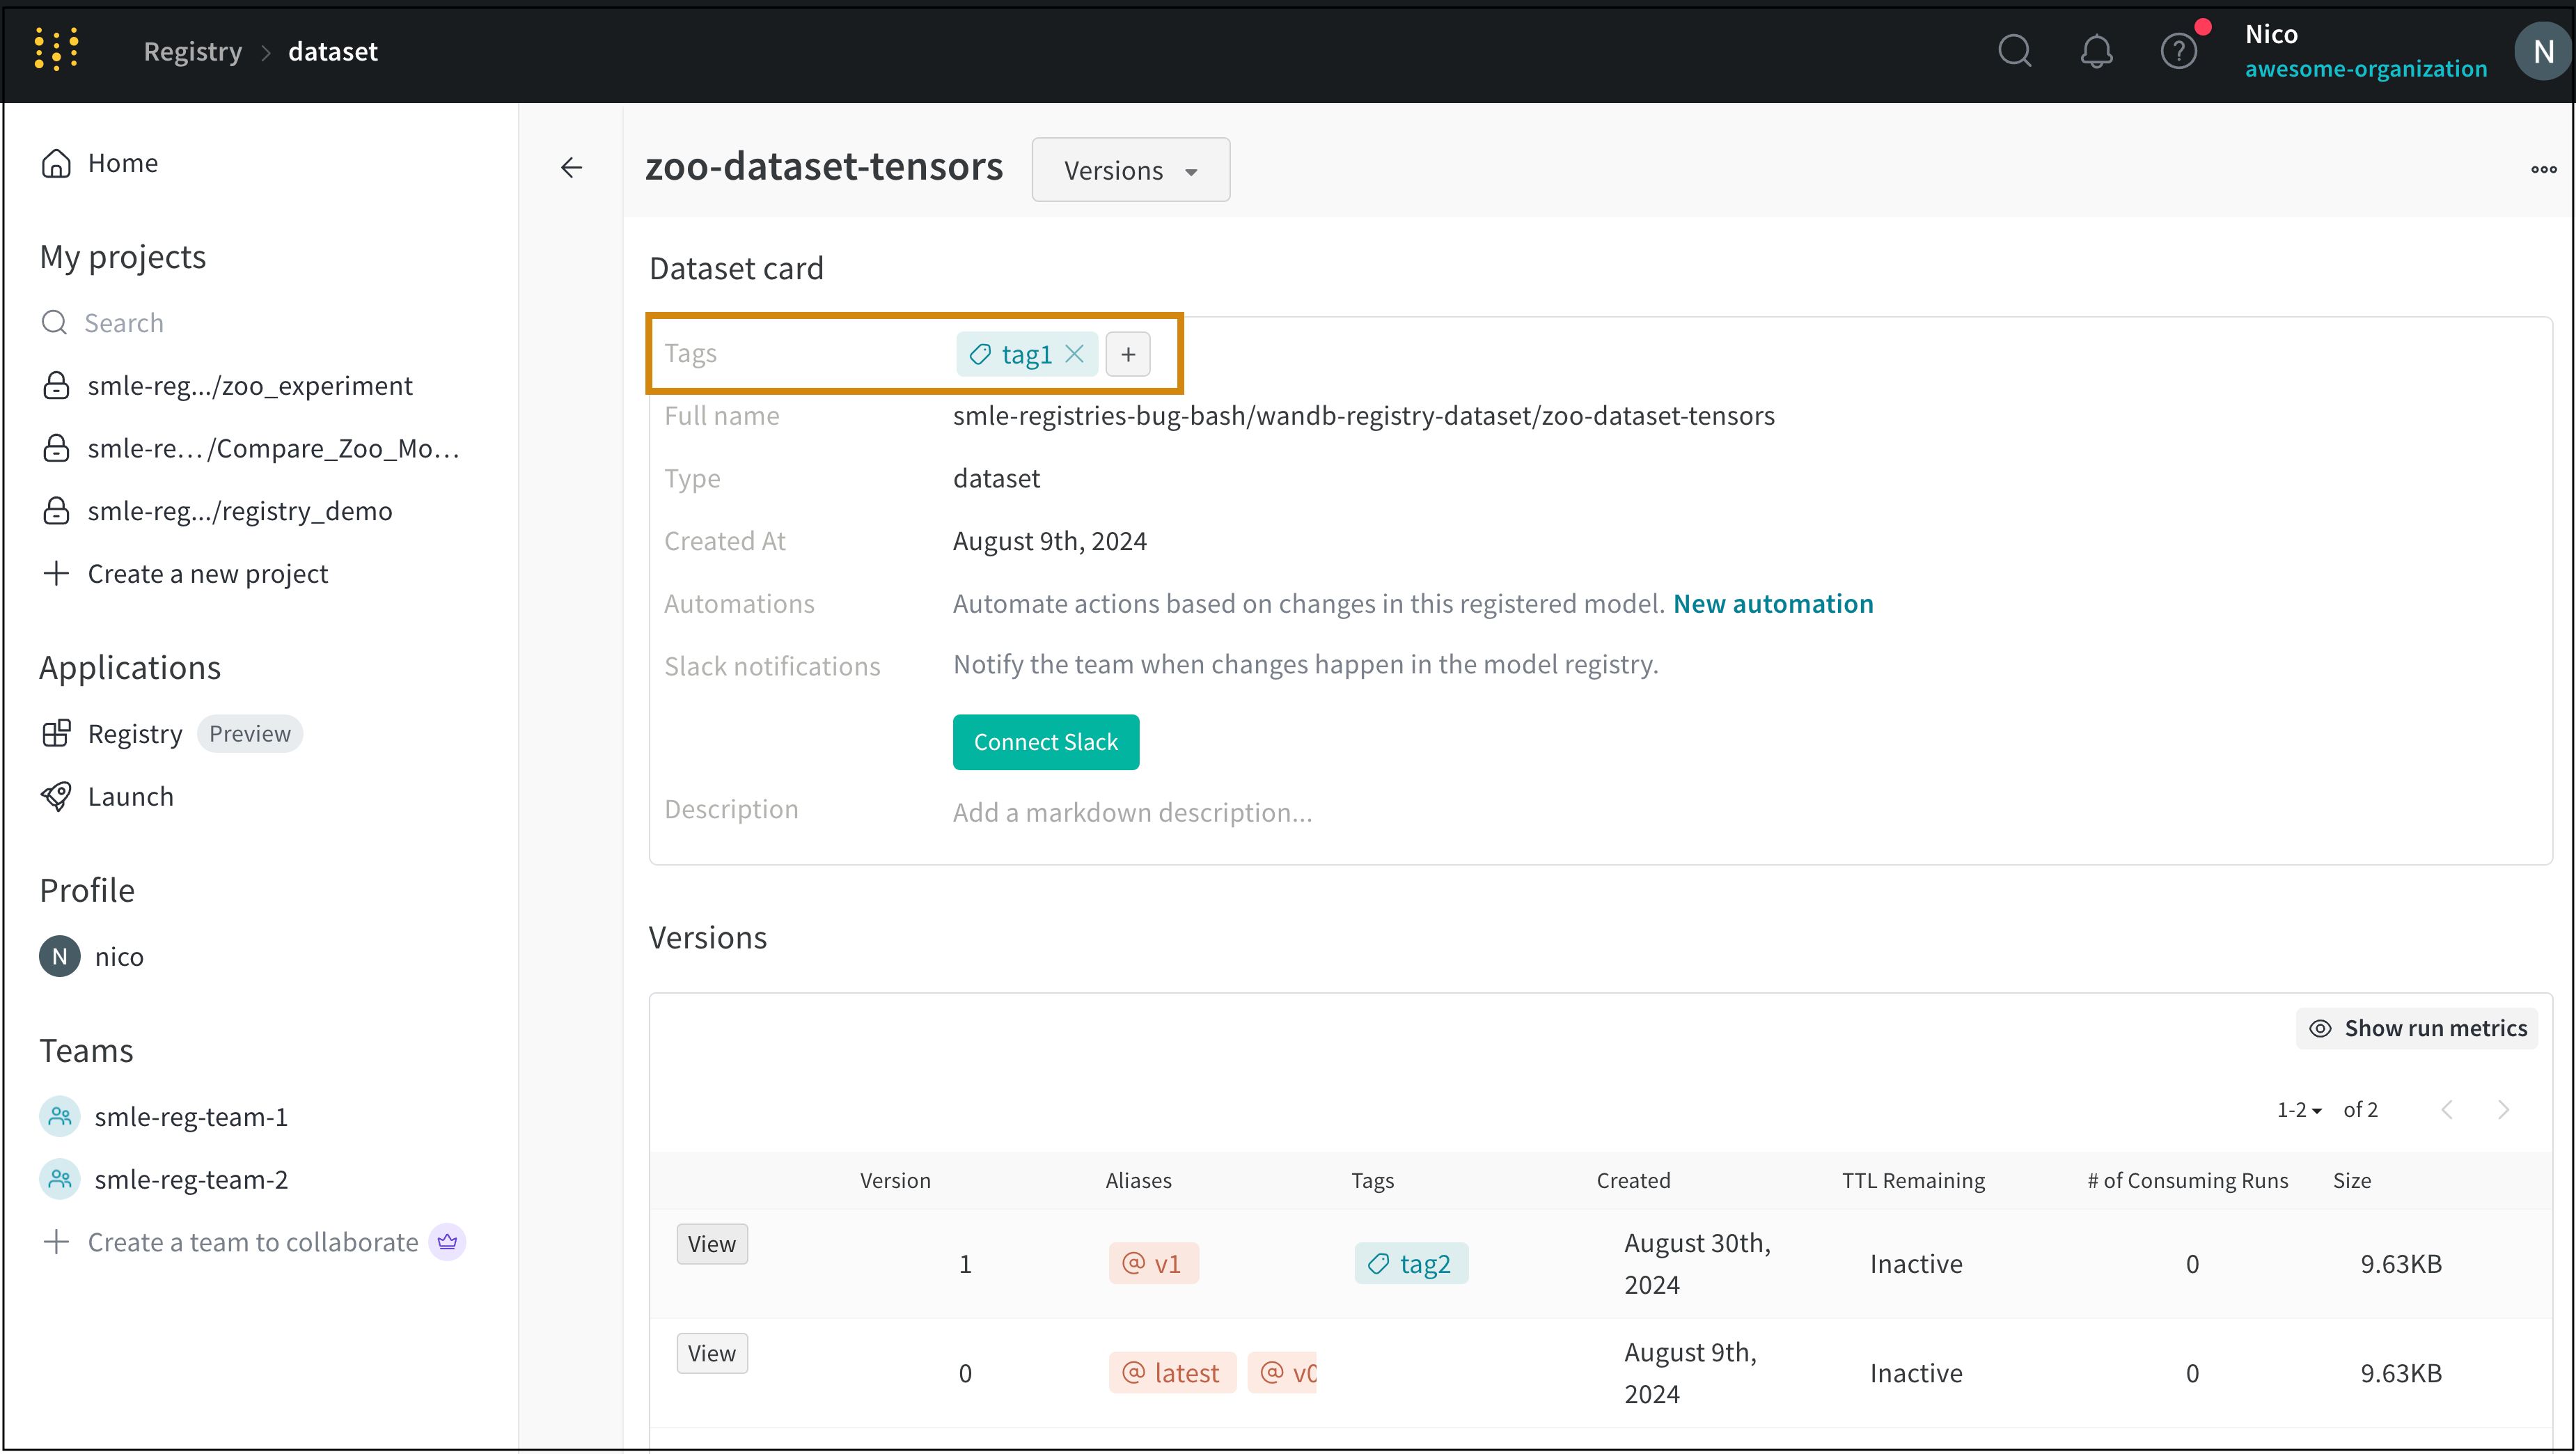 Registry > dataset
Nico
awesome-organization
N
Home
My projects
Search
smle-reg.../zoo_experiment
smle-re... /Compare_Zoo_Mo...
smle-reg.../registry_demo
Create a new project
Applications
Registry Preview
Launch
Profile
N nico
Teams
smle-reg-team-1
smle-reg-team-2
Create a team to collaborate
zoo-dataset-tensors Versions
Dataset card
Tags tag1 +
Full name smle-registries-bug-bash/wandb-registry-dataset/zoo-dataset-tensors
Type dataset
Created At August 9th, 2024
Automations Automate actions based on changes in this registered model. New automation
Slack notifications Notify the team when changes happen in the model registry.
Connect Slack
Description Add a markdown description...
Versions
Show run metrics
1-2 of 2
Version Aliases Tags Created TTL Remaining # of Consuming Runs Size
View 1 @ v1 tag2 August 30th, 2024 Inactive 0 9.63KB
View 0 @ latest @ v0 August 9th, 2024 Inactive 0 9.63KB